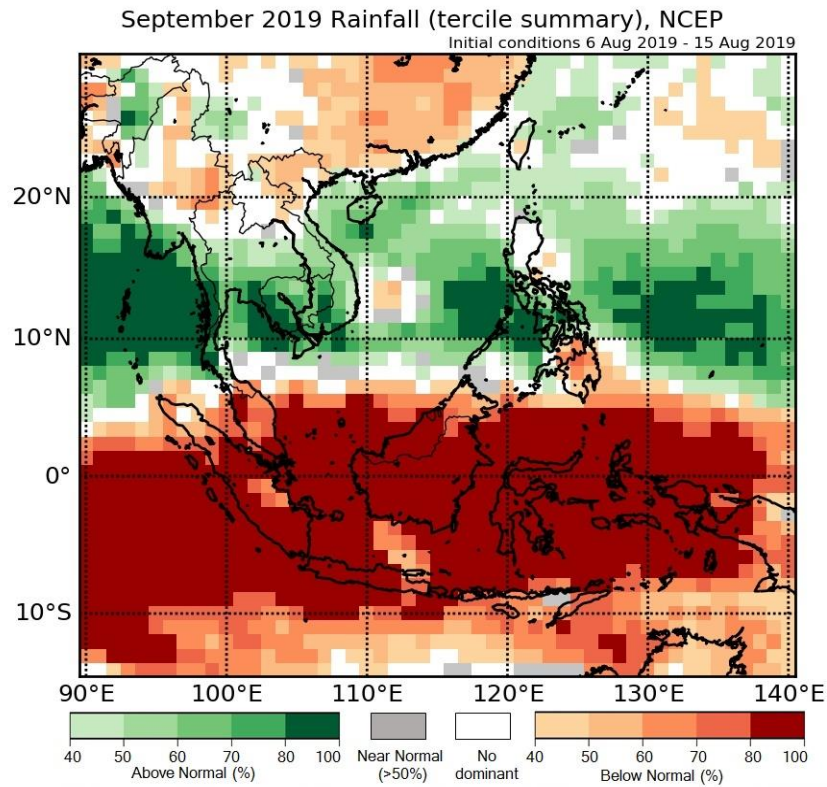 September 2019 Rainfall (tercile summary), NCEP
Initial conditions 6 Aug 2019 - 15 Aug 2019
20°N
10°N
0°
10°S
90°E 100°E 110°E 120°E 130°E 140°E
40 50 60 70 80 100
Above Normal (%)
Near Normal
(>50%)
No
dominant
40 50 60 70 80 100
Below Normal (%)